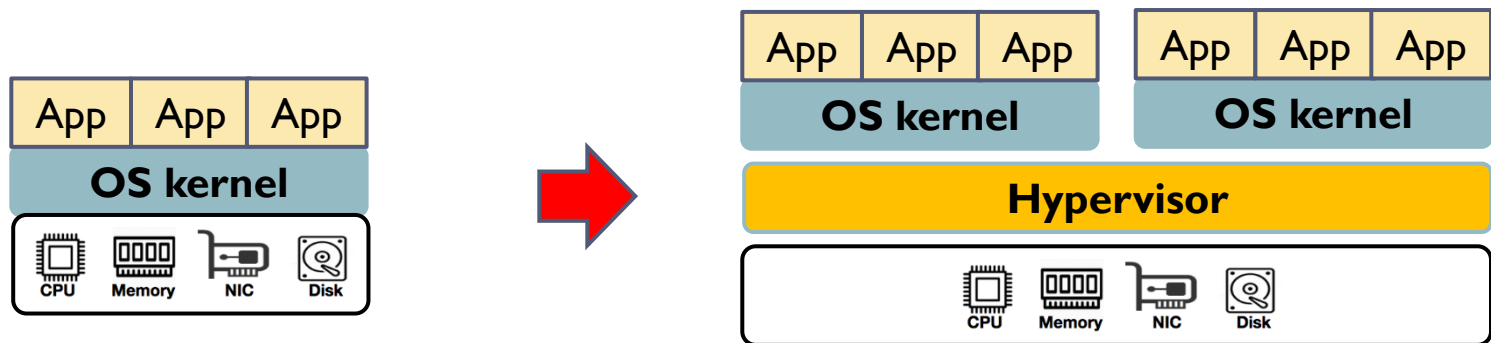 App App App
OS kernel
CPU Memory NIC Disk
App App App
OS kernel
App App App
OS kernel
Hypervisor
CPU Memory NIC Disk